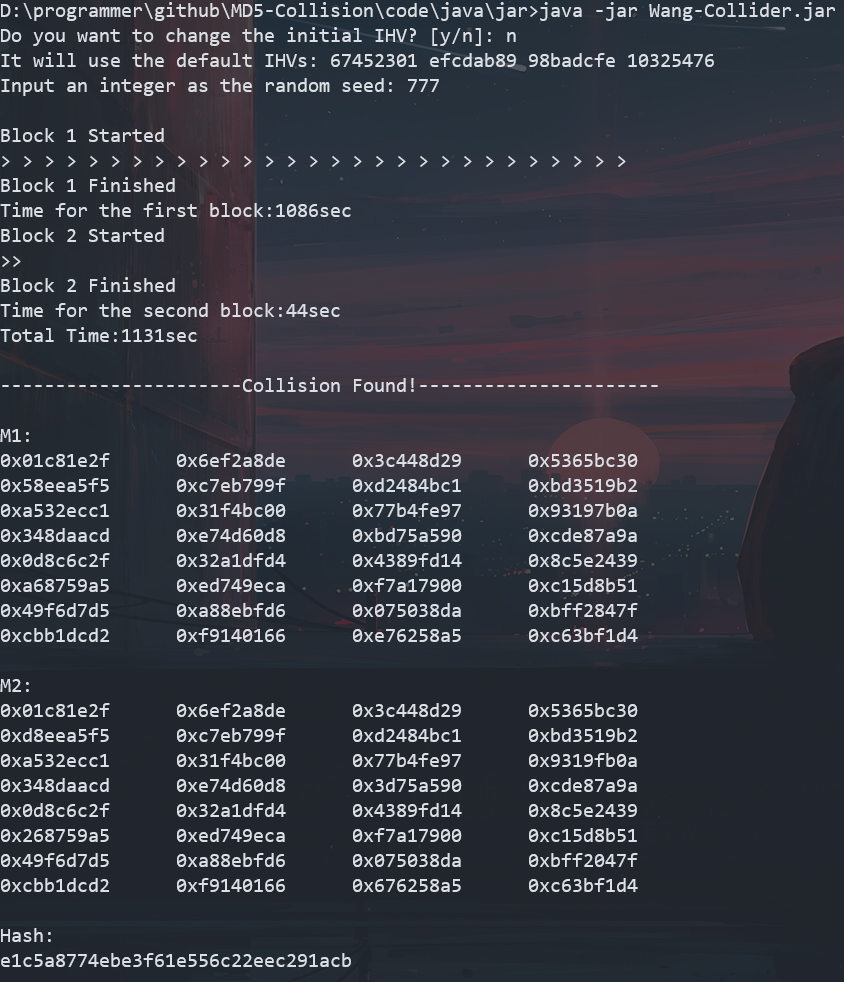 D:\programmer\github\MD5-Collision\code\java\jar>java -jar Wang-Collider.jar
Do you want to change the initial IHV? [y/n]: n
It will use the default IHVs: 67452301 efcdab89 98badcfe 10325476
Input an integer as the random seed: 777
Block 1 Started
> > > > > > > > > > > > > > > > > > > > > > > > > > > > >
Block 1 Finished
Time for the first block:1086sec
Block 2 Started
>>
Block 2 Finished
Time for the second block:44sec
Total Time:1131sec
----------------------Collision Found!----------------------
M1:
0x01c81e2f 0x6ef2a8de 0x3c448d29 0x5365bc30
0x58eea5f5 0xc7eb799f 0xd2484bc1 0xbd3519b2
0xa532ecc1 0x31f4bc00 0x77b4fe97 0x93197b0a
0x348daacd 0xe74d60d8 0xbd75a590 0xcde87a9a
0x0d8c6c2f 0x32a1dfd4 0x4389fd14 0x8c5e2439
0xa68759a5 0xed749eca 0xf7a17900 0xc15d8b51
0x49f6d7d5 0xa88ebfd6 0x075038da 0xbff2847f
0xcbb1dcd2 0xf9140166 0xe76258a5 0xc63bf1d4
M2:
0x01c81e2f 0x6ef2a8de 0x3c448d29 0x5365bc30
0xd8eea5f5 0xc7eb799f 0xd2484bc1 0xbd3519b2
0xa532ecc1 0x31f4bc00 0x77b4fe97 0x9319fb0a
0x348daacd 0xe74d60d8 0x3d75a590 0xcde87a9a
0x0d8c6c2f 0x32a1dfd4 0x4389fd14 0x8c5e2439
0x268759a5 0xed749eca 0xf7a17900 0xc15d8b51
0x49f6d7d5 0xa88ebfd6 0x075038da 0xbff2047f
0xcbb1dcd2 0xf9140166 0x676258a5 0xc63bf1d4
Hash:
e1c5a8774ebe3f61e556c22eec291acb